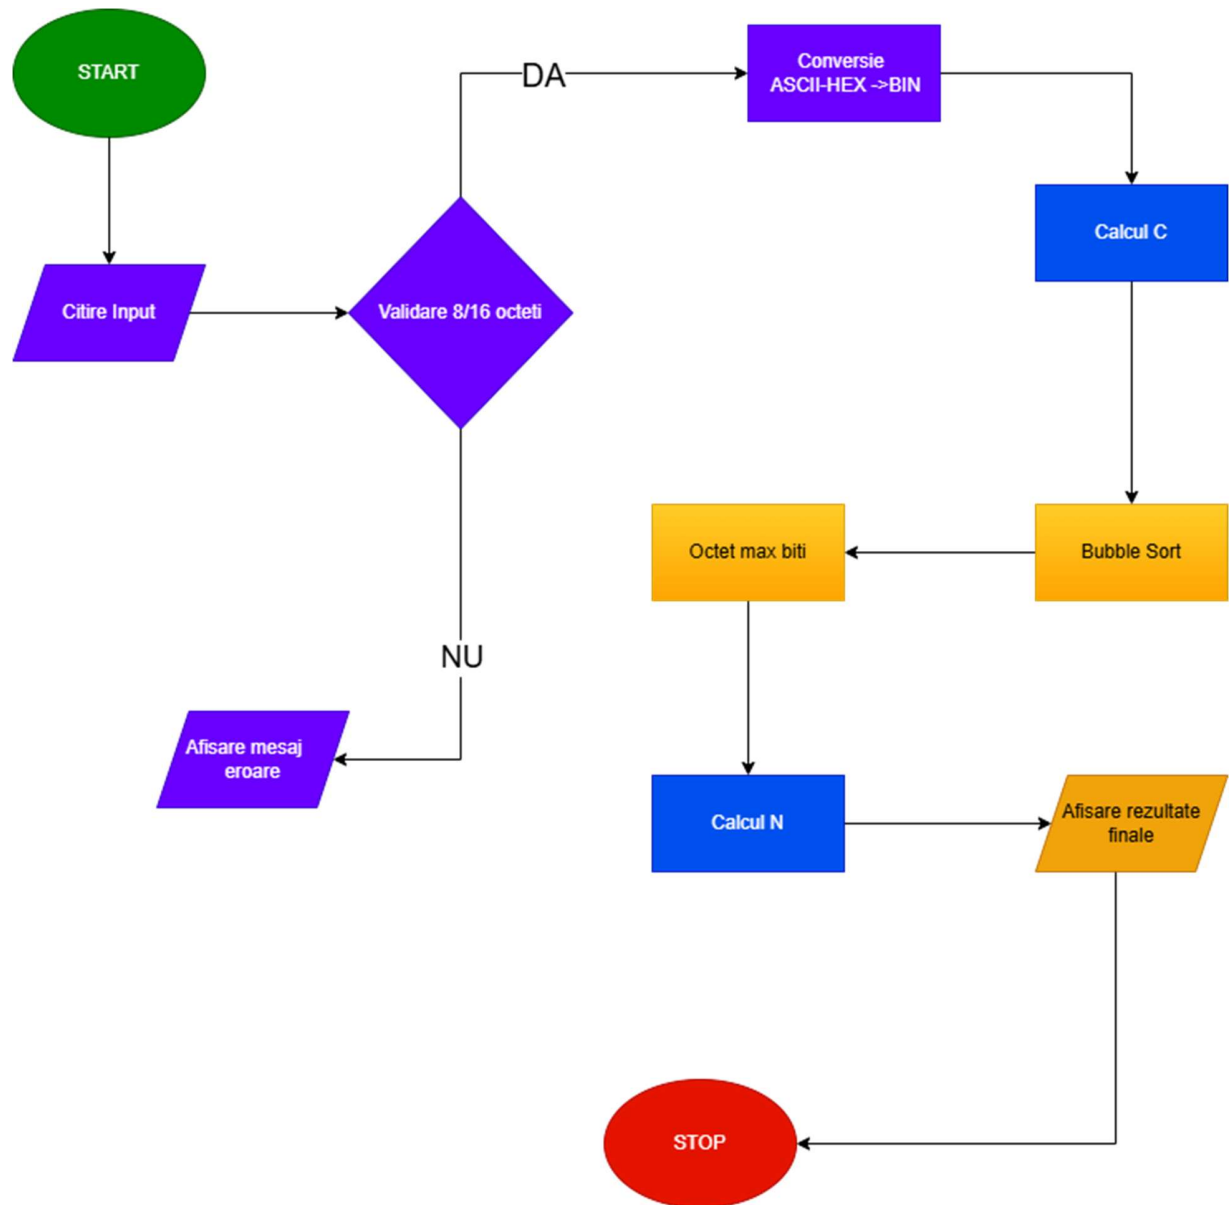 START
Citire Input
Validare 8/16 octeti
DA
Conversie
ASCII-HEX ->BIN
Calcul C
Bubble Sort
Octet max biti
Calcul N
Afisare rezultate
finale
NU
Afisare mesaj
eroare
STOP